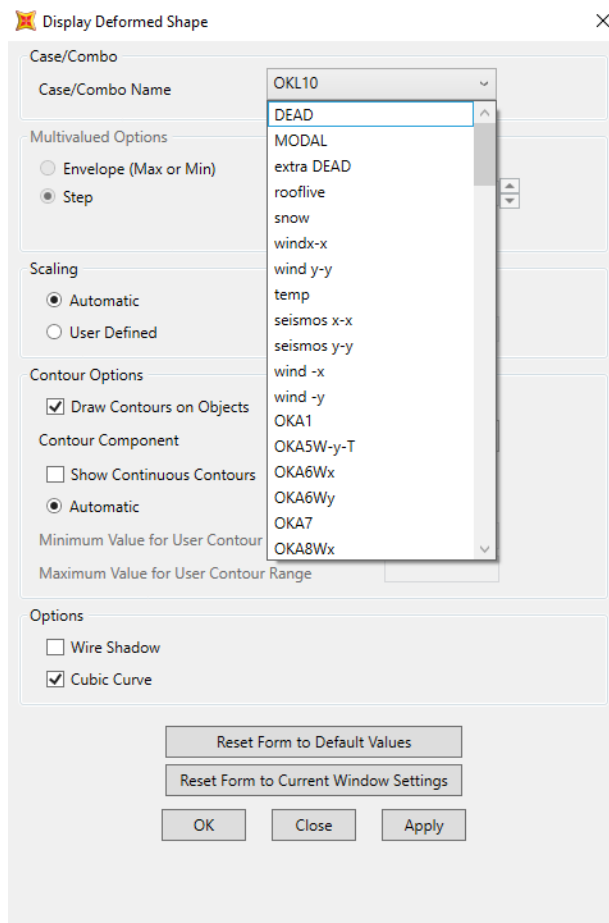 Display Deformed Shape
Case/Combo
Case/Combo Name
OKL10
DEAD
MODAL
extra DEAD
rooflive
snow
windx-x
wind y-y
temp
seismos x-x
seismos y-y
wind -x
wind -y
OKA1
OKA5W-y-T
OKA6Wx
OKA6Wy
OKA7
OKA8Wx
Multivalued Options
Envelope (Max or Min)
Step
Scaling
Automatic
User Defined
Contour Options
Draw Contours on Objects
Contour Component
Show Continuous Contours
Automatic
Minimum Value for User Contour
Maximum Value for User Contour Range
Options
Wire Shadow
Cubic Curve
Reset Form to Default Values
Reset Form to Current Window Settings
OK Close Apply